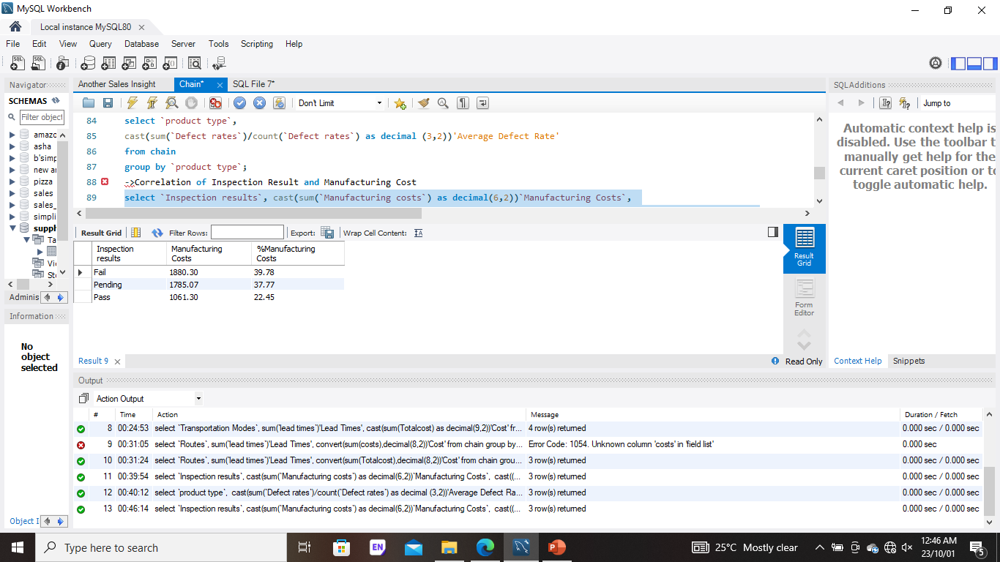 MySQL Workbench
Local instance MySQL80
File Edit View Query Database Server Tools Scripting Help
Navigator
SCHEMAS
Filter object
amazo
asha
b'simp
new ar
pizza
sales
sales_
simpli
supp
Ta
Vie
Sto
Adminis
Information
No
object
selected
Object I
Another Sales Insight
Chain*
SQL File 7*
Don't Limit
84 select `product type`,
85 cast(sum(`Defect rates`)/count(`Defect rates`) as decimal (3,2))'Average Defect Rate'
86 from chain
87 group by `product type`;
88 ->Correlation of Inspection Result and Manufacturing Cost
89 select `Inspection results`, cast(sum(`Manufacturing costs`) as decimal(6,2))`Manufacturing Costs`,
Result Grid Filter Rows: Export: Wrap Cell Content:
Inspection results Manufacturing Costs %Manufacturing Costs
Fail 1880.30 39.78
Pending 1785.07 37.77
Pass 1061.30 22.45
Result Grid
Form Editor
Result 9
Read Only
SQLAdditions
Jump to
Automatic context help is
disabled. Use the toolbar t
manually get help for the
current caret position or to
toggle automatic help.
Context Help Snippets
Output
Action Output
# Time Action Message Duration / Fetch
8 00:24:53 select `Transportation Modes`, sum(`lead times`)'Lead Times', cast(sum(Totalcost) as decimal(9,2))'Cost' fr... 4 row(s) returned 0.000 sec / 0.000 sec
9 00:31:05 select `Routes`, sum(`lead times`)'Lead Times', convert(sum(costs),decimal(8,2))'Cost' from chain group by... Error Code: 1054. Unknown column 'costs' in 'field list' 0.000 sec
10 00:31:24 select `Routes`, sum(`lead times`)'Lead Times', convert(sum(Totalcost),decimal(8,2))'Cost' from chain grou... 3 row(s) returned 0.000 sec / 0.000 sec
11 00:39:54 select `Inspection results`, cast(sum(`Manufacturing costs`) as decimal(6,2))`Manufacturing Costs`, cast((... 3 row(s) returned 0.000 sec / 0.000 sec
12 00:40:12 select `product type`, cast(sum(`Defect rates`)/count(`Defect rates`) as decimal (3,2))'Average Defect Ra... 3 row(s) returned 0.000 sec / 0.000 sec
13 00:46:14 select `Inspection results`, cast(sum(`Manufacturing costs`) as decimal(6,2))`Manufacturing Costs`, cast((... 3 row(s) returned 0.000 sec / 0.000 sec
Type here to search
EN
25°C Mostly clear
12:46 AM
23/10/01
5